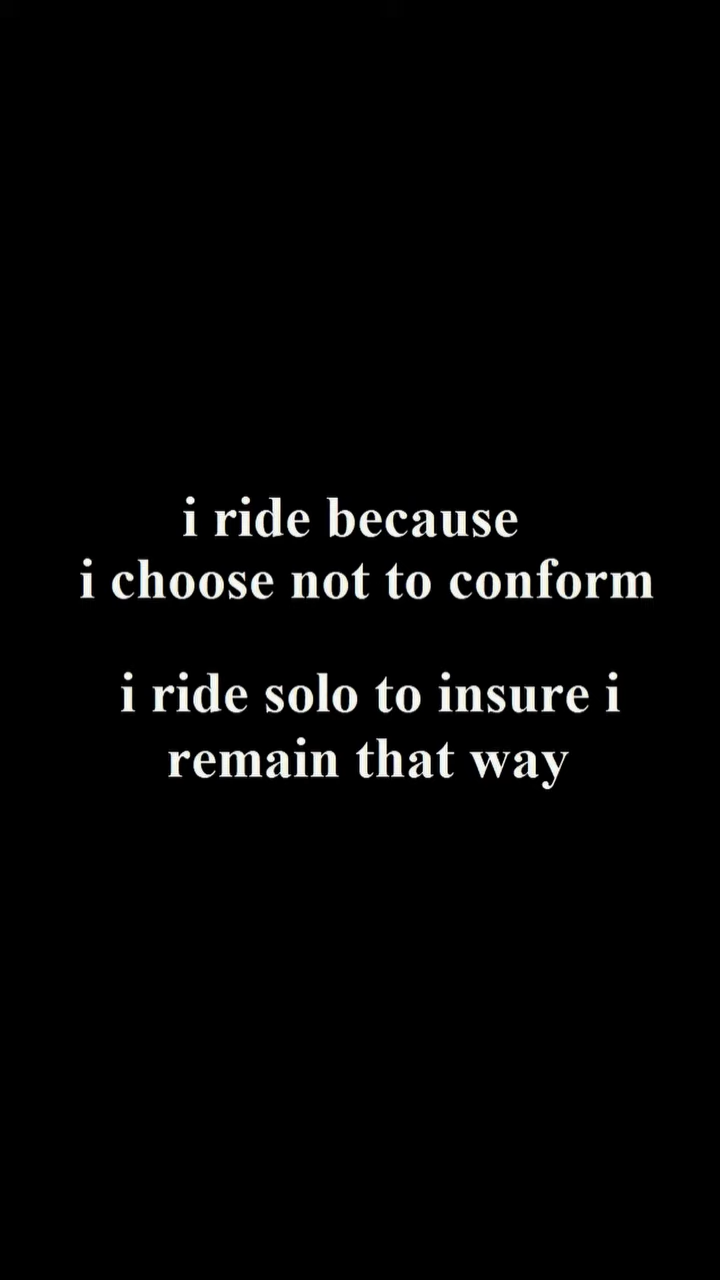 i ride because
i choose not to conform
i ride solo to insure i
remain that way